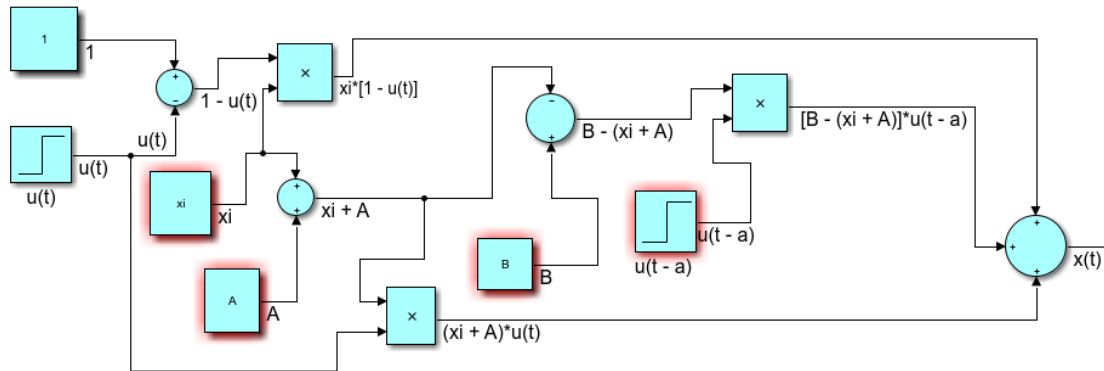 1
1
+
−
1 - u(t)
u(t)
u(t)
u(t)
×
xi*[1 - u(t)]
xi
xi
+
+
xi + A
A
A
×
(xi + A)*u(t)
−
+
B - (xi + A)
B
B
×
[B - (xi + A)]*u(t - a)
u(t - a)
u(t - a)
+
+
+
x(t)